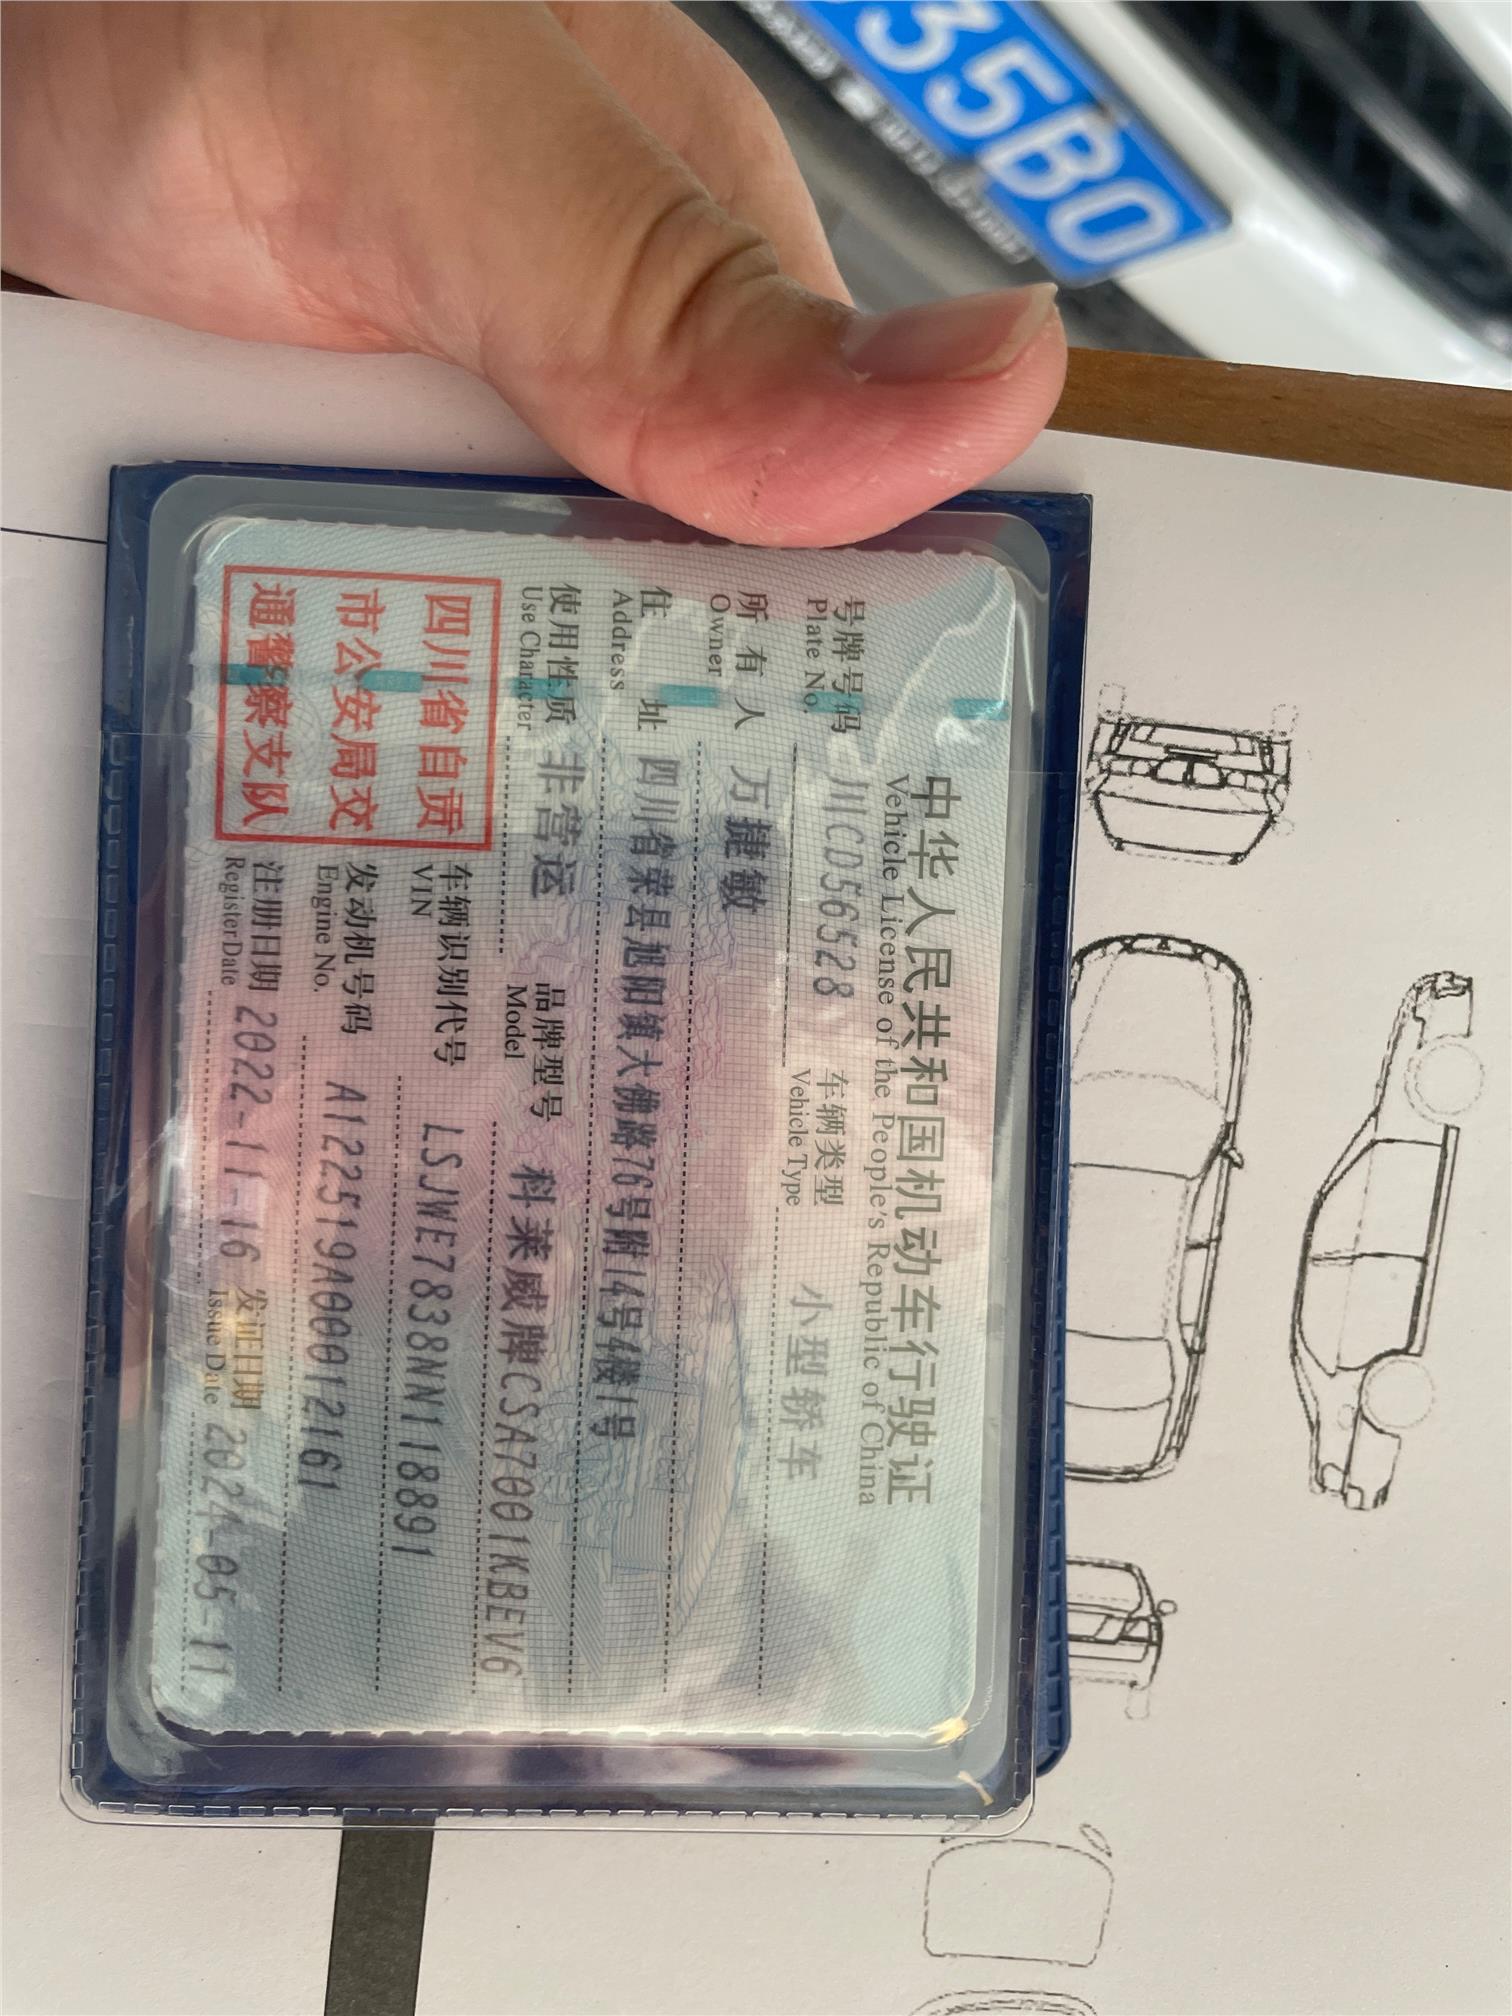 中华人民共和国机动车行驶证
Vehicle License of the People's Republic of China
号牌号码 川CD56528 车辆类型 小型轿车
Plate No. Vehicle Type
所有人 万捷敏
Owner
住址 四川省荣县旭阳镇大佛路76号附14号4楼1号
Address
使用性质 非营运 品牌型号 科莱威牌CSA7001KBEV6
Use Character Model
四川省自贡
市公安局交
通警察支队
车辆识别代号 LSJWE7838NN118891
VIN
发动机号码 A122519A00012161
Engine No.
注册日期 2022-11-16 发证日期 2024-05-11
Register Date Issue Date
35B0